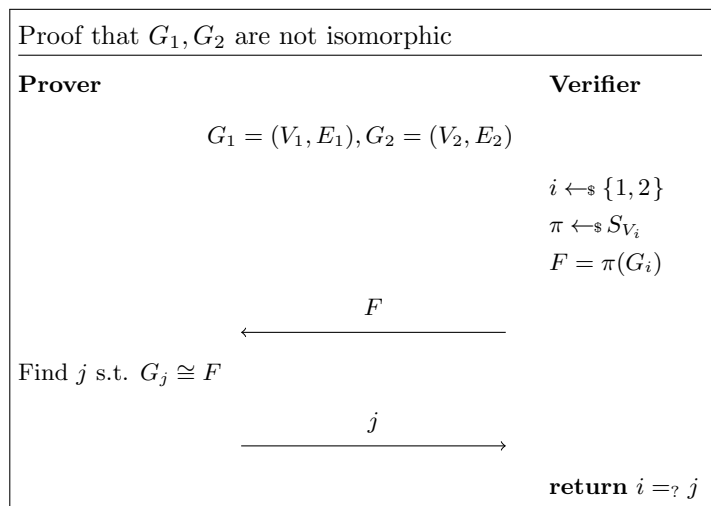 Proof that G₁, G₂ are not isomorphic
Prover Verifier
G₁ = (V₁, E₁), G₂ = (V₂, E₂)
i ←$ {1, 2}
π ←$ S_{V_i}
F = π(G_i)
F
Find j s.t. G_j ≅ F
j
return i =? j